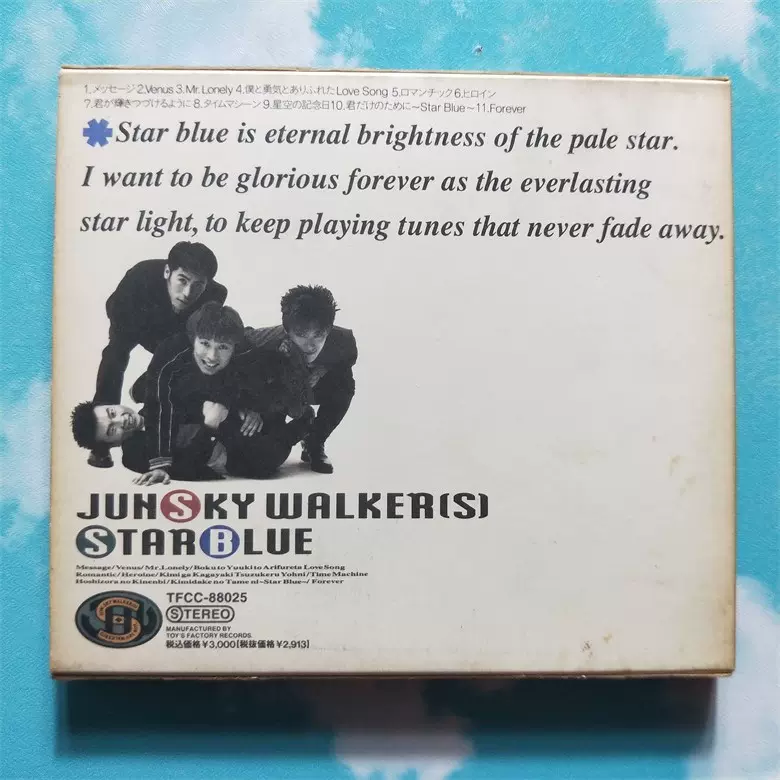 1.メッセージ 2.Venus 3.Mr. Lonely 4.僕と勇気とありふれたLove Song 5.ロマンチック 6.ヒロイン
7.君が輝きつづけるように 8.タイムマシーン 9.星空の記念日 10.君だけのために〜Star Blue〜 11.Forever
Star blue is eternal brightness of the pale star.
I want to be glorious forever as the everlasting
star light, to keep playing tunes that never fade away.
JUN SKY WALKER(S)
STAR BLUE
Message/Venus/Mr.Lonely/Boku to Yuuki to Arifureta Love Song
Romantic/Heroine/Kimi ga Kagayaki Tsuzukeru Yohni/Time Machine
Hoshizora no Kinenbi/Kimidake no Tame ni~Star Blue~/Forever
TFCC-88025
STEREO
MANUFACTURED BY
TOY'S FACTORY RECORDS
税込価格¥3,000[税抜価格¥2,913]